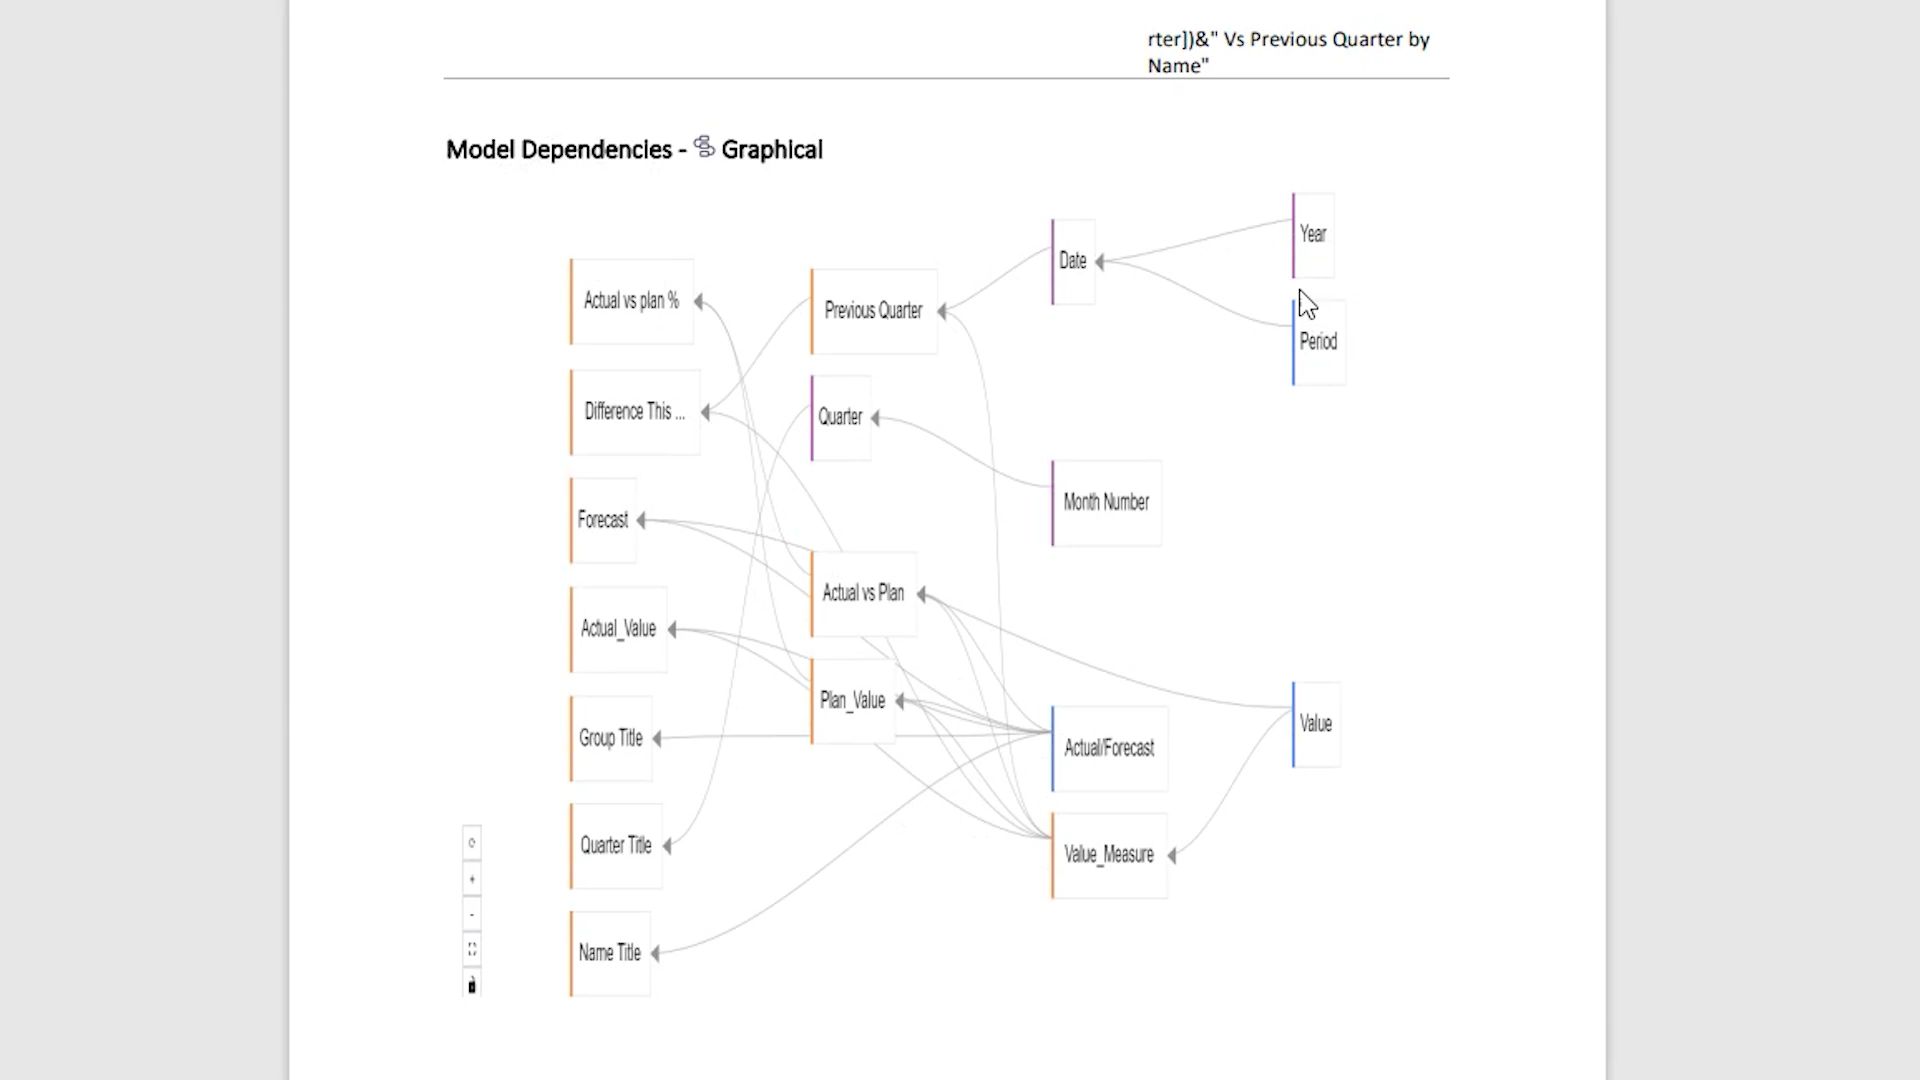 rter])&" Vs Previous Quarter by
Name"
Model Dependencies - Graphical
Year
Date
Actual vs plan %
Previous Quarter
Period
Difference This ...
Quarter
Month Number
Forecast
Actual vs Plan
Actual_Value
Plan_Value
Value
Group Title
Actual/Forecast
Quarter Title
Value_Measure
Name Title